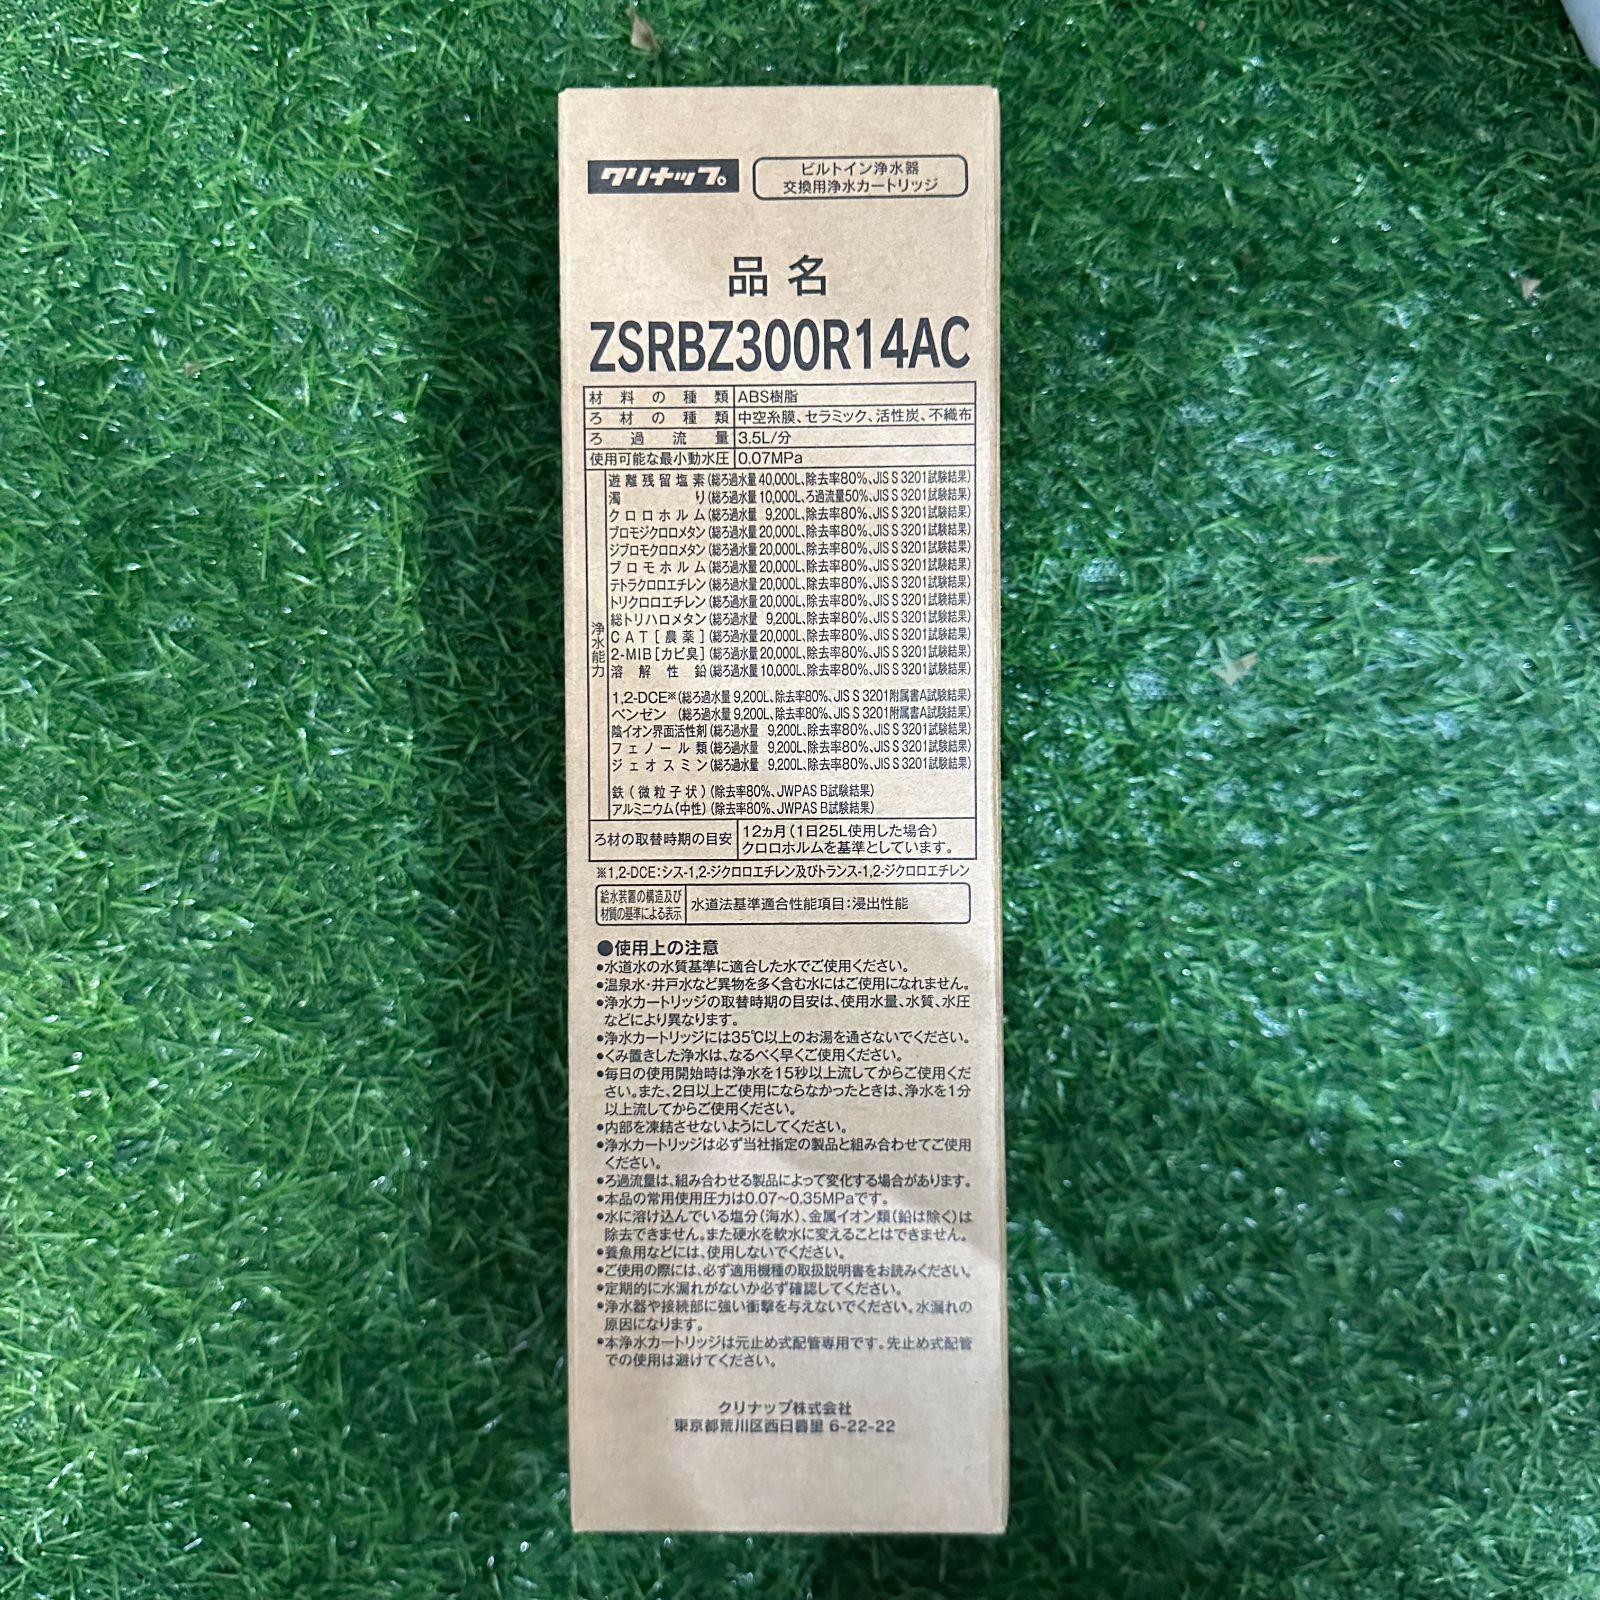 クリナップ®
ビルトイン浄水器
交換用浄水カートリッジ
品名
ZSRBZ300R14AC
材料の種類 ABS樹脂
ろ材の種類 中空糸膜、セラミック、活性炭、不織布
ろ過流量 3.5L/分
使用可能な最小動水圧 0.07MPa
浄水能力
遊離残留塩素(総ろ過水量 40,000L、除去率80%、JIS S 3201試験結果)
濁り(総ろ過水量 10,000L、ろ過流量50%、JIS S 3201試験結果)
クロロホルム(総ろ過水量 9,200L、除去率80%、JIS S 3201試験結果)
ブロモジクロロメタン(総ろ過水量 20,000L、除去率80%、JIS S 3201試験結果)
ジブロモクロロメタン(総ろ過水量 20,000L、除去率80%、JIS S 3201試験結果)
ブロモホルム(総ろ過水量 20,000L、除去率80%、JIS S 3201試験結果)
テトラクロロエチレン(総ろ過水量 20,000L、除去率80%、JIS S 3201試験結果)
トリクロロエチレン(総ろ過水量 20,000L、除去率80%、JIS S 3201試験結果)
総トリハロメタン(総ろ過水量 9,200L、除去率80%、JIS S 3201試験結果)
CAT[農薬](総ろ過水量 20,000L、除去率80%、JIS S 3201試験結果)
2-MIB[カビ臭](総ろ過水量 20,000L、除去率80%、JIS S 3201試験結果)
溶解性鉛(総ろ過水量 10,000L、除去率80%、JIS S 3201試験結果)
1,2-DCE※(総ろ過水量 9,200L、除去率80%、JIS S 3201附属書A試験結果)
ベンゼン(総ろ過水量 9,200L、除去率80%、JIS S 3201附属書A試験結果)
陰イオン界面活性剤(総ろ過水量 9,200L、除去率80%、JIS S 3201試験結果)
フェノール類(総ろ過水量 9,200L、除去率80%、JIS S 3201試験結果)
ジェオスミン(総ろ過水量 9,200L、除去率80%、JIS S 3201試験結果)
鉄(微粒子状)(除去率80%、JWPAS B試験結果)
アルミニウム(中性)(除去率80%、JWPAS B試験結果)
ろ材の取替時期の目安 12ヵ月(1日25L使用した場合)
クロロホルムを基準としています。
※1,2-DCE:シス-1,2-ジクロロエチレン及びトランス-1,2-ジクロロエチレン
給水装置の構造及び
材質の基準による表示
水道法基準適合性能項目:浸出性能
●使用上の注意
●水道水の水質基準に適合した水でご使用ください。
●温泉水・井戸水など異物を多く含む水にはご使用になれません。
●浄水カートリッジの取替時期の目安は、使用水量、水質、水圧
などにより異なります。
●浄水カートリッジには35℃以上のお湯を通さないでください。
●くみ置きした浄水は、なるべく早くご使用ください。
●毎日の使用開始時は浄水を15秒以上流してからご使用くだ
さい。また、2日以上ご使用にならなかったときは、浄水を1分
以上流してからご使用ください。
●内部を凍結させないようにしてください。
●浄水カートリッジは必ず当社指定の製品と組み合わせてご使用
ください。
●ろ過流量は、組み合わせる製品によって変化する場合があります。
●本品の常用使用圧力は0.07〜0.35MPaです。
●水に溶け込んでいる塩分(海水)、金属イオン類(鉛は除く)は
除去できません。また硬水を軟水に変えることはできません。
●養魚用などには、使用しないでください。
●ご使用の際には、必ず適用機種の取扱説明書をお読みください。
●定期的に水漏れがないか必ず確認してください。
●浄水器や接続部に強い衝撃を与えないでください。水漏れの
原因になります。
●本浄水カートリッジは元止め式配管専用です。先止め式配管
での使用は避けてください。
クリナップ株式会社
東京都荒川区西日暮里 6-22-22